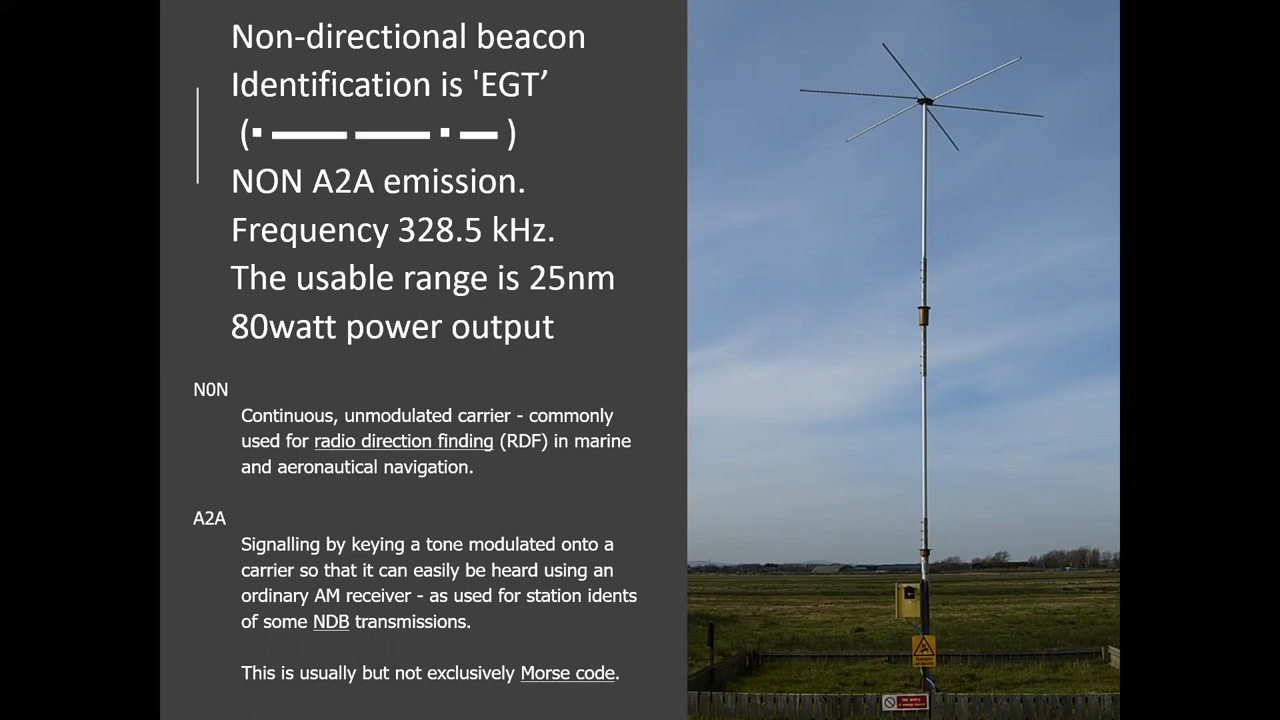 Non-directional beacon
Identification is 'EGT’
(▪ ▬▬ ▬▬ ▪ ▬ )
NON A2A emission.
Frequency 328.5 kHz.
The usable range is 25nm
80watt power output
N0N
Continuous, unmodulated carrier - commonly
used for radio direction finding (RDF) in marine
and aeronautical navigation.
A2A
Signalling by keying a tone modulated onto a
carrier so that it can easily be heard using an
ordinary AM receiver - as used for station idents
of some NDB transmissions.
This is usually but not exclusively Morse code.